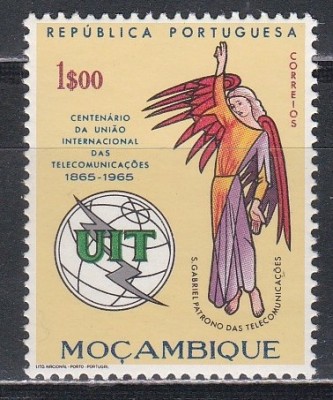 REPÚBLICA PORTUGUESA
1$00
CORREIOS
CENTENÁRIO
DA UNIÃO
INTERNACIONAL
DAS
TELECOMUNICAÇÕES
1865-1965
UIT
S. GABRIEL PATRONO DAS TELECOMUNICAÇÕES
MOÇAMBIQUE
LITO NACIONAL - PORTO - PORTUGAL